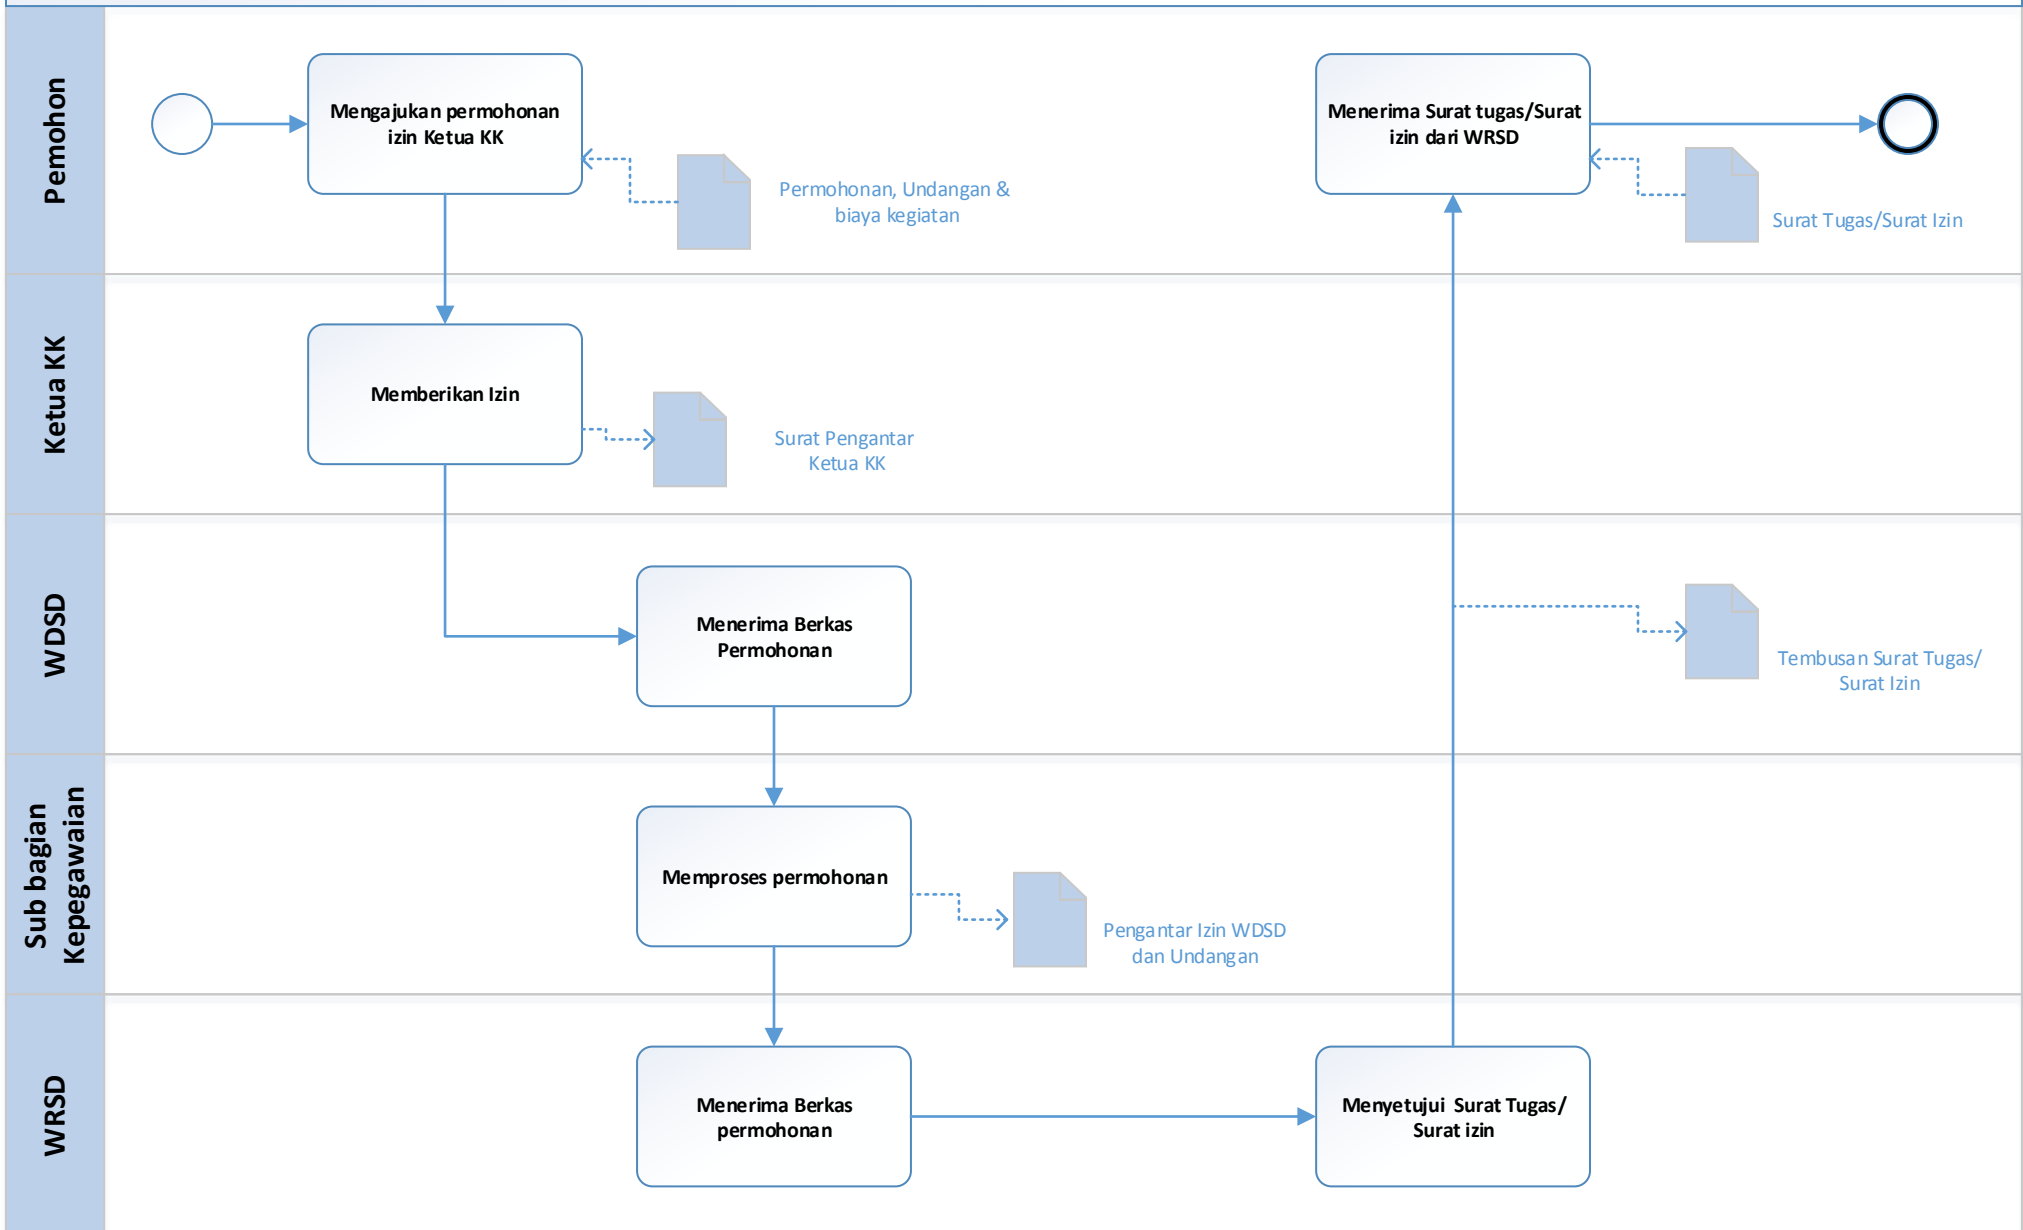 Pemohon
Mengajukan permohonan
izin Ketua KK
Permohonan, Undangan &
biaya kegiatan
Menerima Surat tugas/Surat
izin dari WRSD
Surat Tugas/Surat Izin
Ketua KK
Memberikan Izin
Surat Pengantar
Ketua KK
WDSD
Menerima Berkas
Permohonan
Tembusan Surat Tugas/
Surat Izin
Sub bagian
Kepegawaian
Memproses permohonan
Pengantar Izin WDSD
dan Undangan
WRSD
Menerima Berkas
permohonan
Menyetujui Surat Tugas/
Surat izin